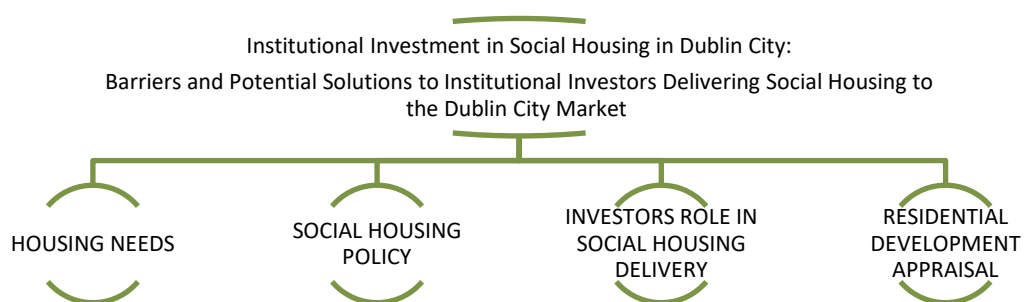 Institutional Investment in Social Housing in Dublin City:
Barriers and Potential Solutions to Institutional Investors Delivering Social Housing to
the Dublin City Market
HOUSING NEEDS
SOCIAL HOUSING
POLICY
INVESTORS ROLE IN
SOCIAL HOUSING
DELIVERY
RESIDENTIAL
DEVELOPMENT
APPRAISAL